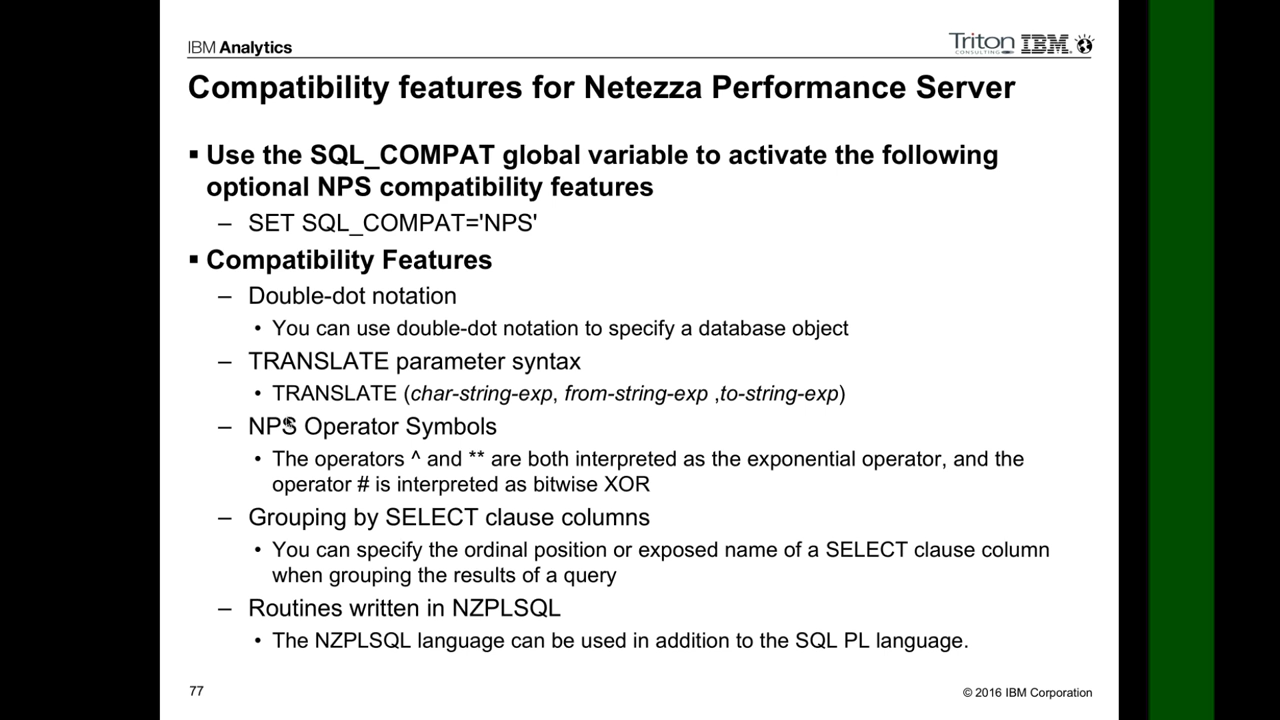 IBM Analytics
Triton CONSULTING IBM
Compatibility features for Netezza Performance Server
▪ Use the SQL_COMPAT global variable to activate the following
optional NPS compatibility features
– SET SQL_COMPAT='NPS'
▪ Compatibility Features
– Double-dot notation
• You can use double-dot notation to specify a database object
– TRANSLATE parameter syntax
• TRANSLATE (char-string-exp, from-string-exp ,to-string-exp)
– NPS Operator Symbols
• The operators ^ and ** are both interpreted as the exponential operator, and the
operator # is interpreted as bitwise XOR
– Grouping by SELECT clause columns
• You can specify the ordinal position or exposed name of a SELECT clause column
when grouping the results of a query
– Routines written in NZPLSQL
• The NZPLSQL language can be used in addition to the SQL PL language.
77
© 2016 IBM Corporation